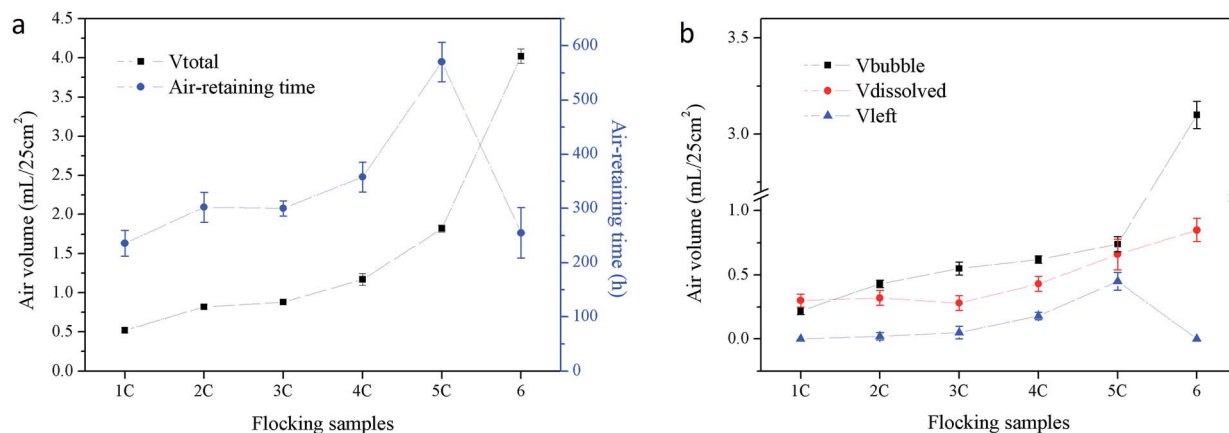 a
4.5
4.0
3.5
3.0
2.5
2.0
1.5
1.0
0.5
0.0
Air volume (mL/25cm²)
Vtotal
Air-retaining time
600
550
500
400
300
200
100
0
Air-retaining time (h)
1C 2C 3C 4C 5C 6
Flocking samples
b
3.5
3.0
1.0
0.5
0.0
Air volume (mL/25cm²)
Vbubble
Vdissolved
Vleft
1C 2C 3C 4C 5C 6
Flocking samples